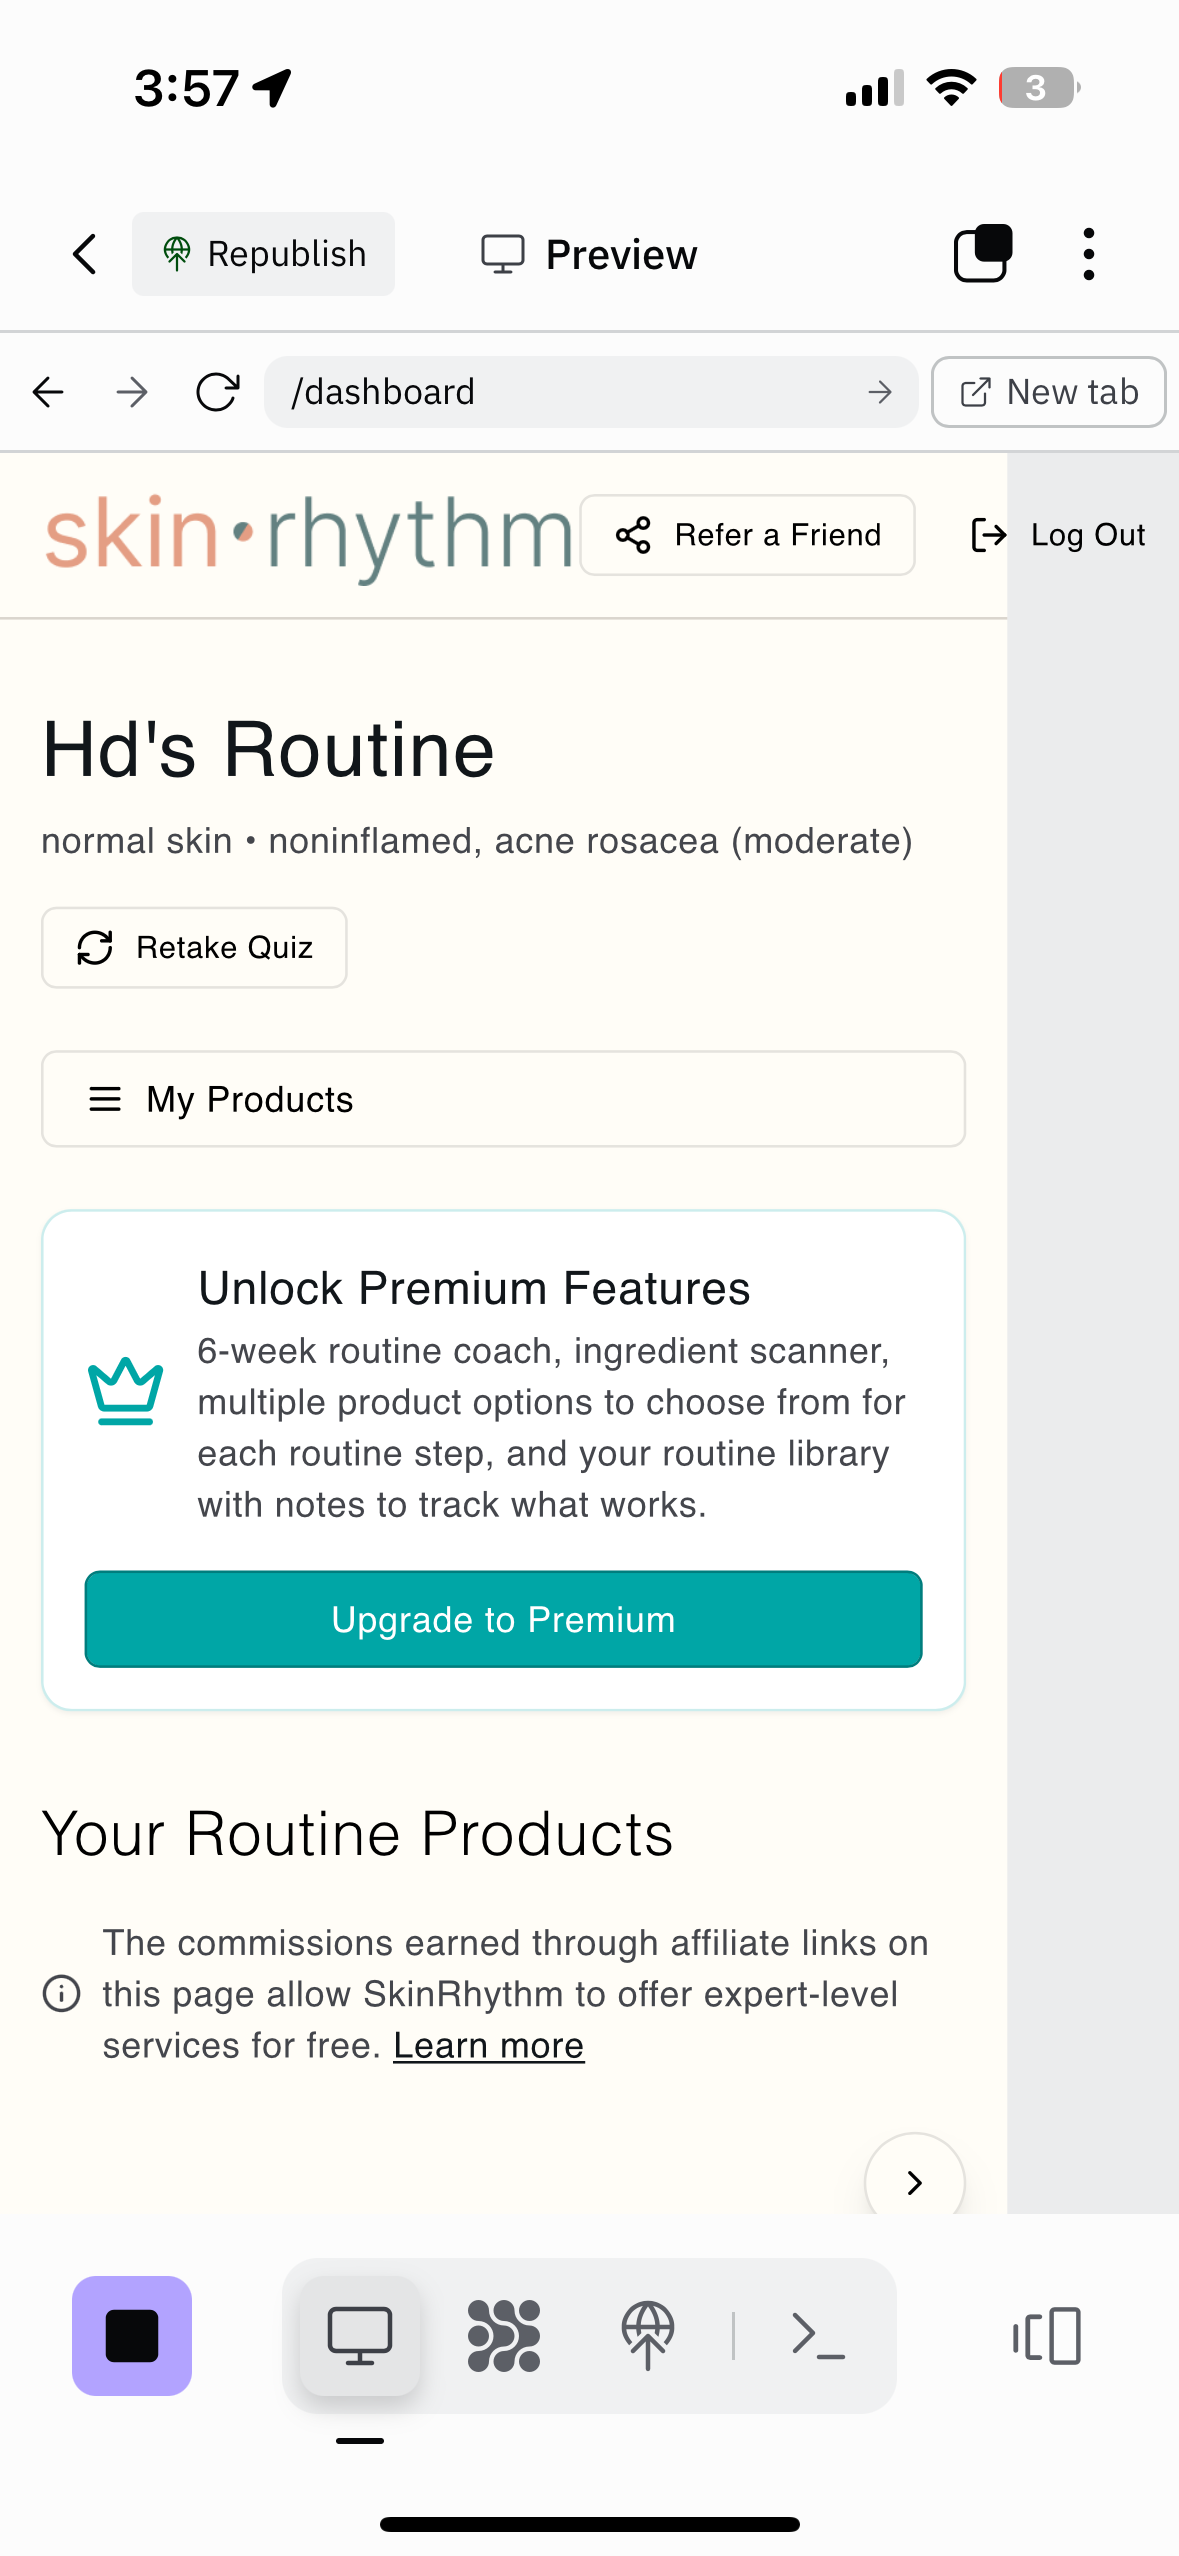 3:57
3
Republish
Preview
/dashboard
New tab
skin•rhythm
Refer a Friend
Log Out
Hd's Routine
normal skin • noninflamed, acne rosacea (moderate)
Retake Quiz
My Products
Unlock Premium Features
6-week routine coach, ingredient scanner,
multiple product options to choose from for
each routine step, and your routine library
with notes to track what works.
Upgrade to Premium
Your Routine Products
The commissions earned through affiliate links on
this page allow SkinRhythm to offer expert-level
services for free. Learn more